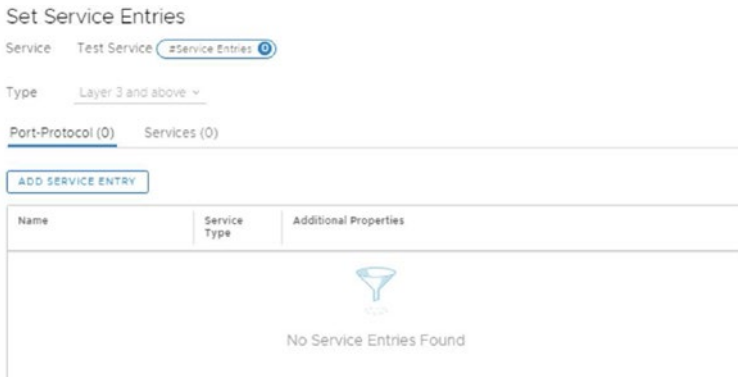 Set Service Entries
Service Test Service #Service Entries 0
Type Layer 3 and above
Port-Protocol (0) Services (0)
ADD SERVICE ENTRY
Name Service Type Additional Properties
No Service Entries Found